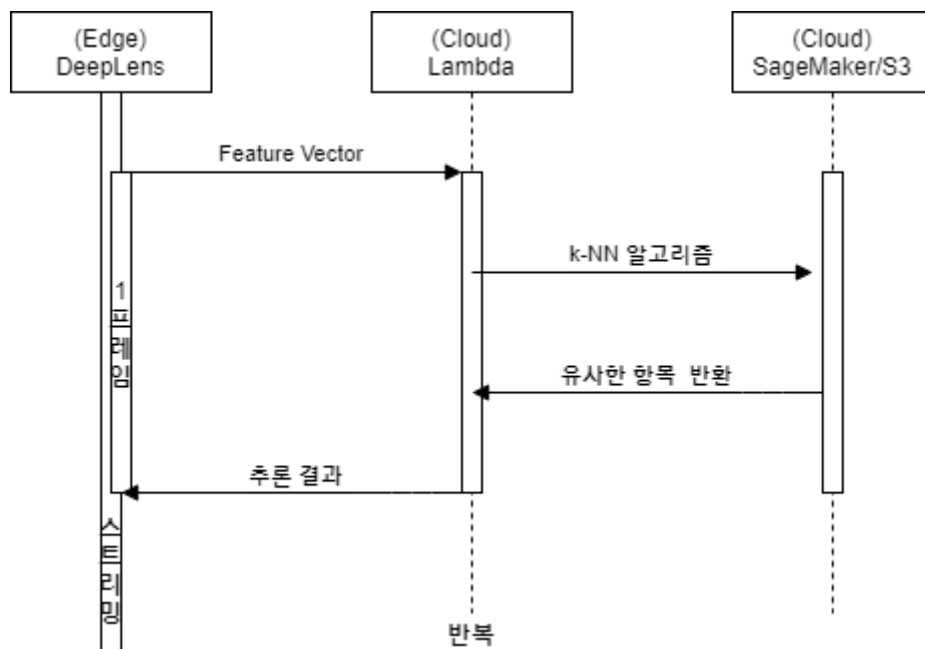 (Edge)
DeepLens
(Cloud)
Lambda
(Cloud)
SageMaker/S3
Feature Vector
k-NN 알고리즘
1프레임
유사한 항목 반환
추론 결과
스트리밍
반복